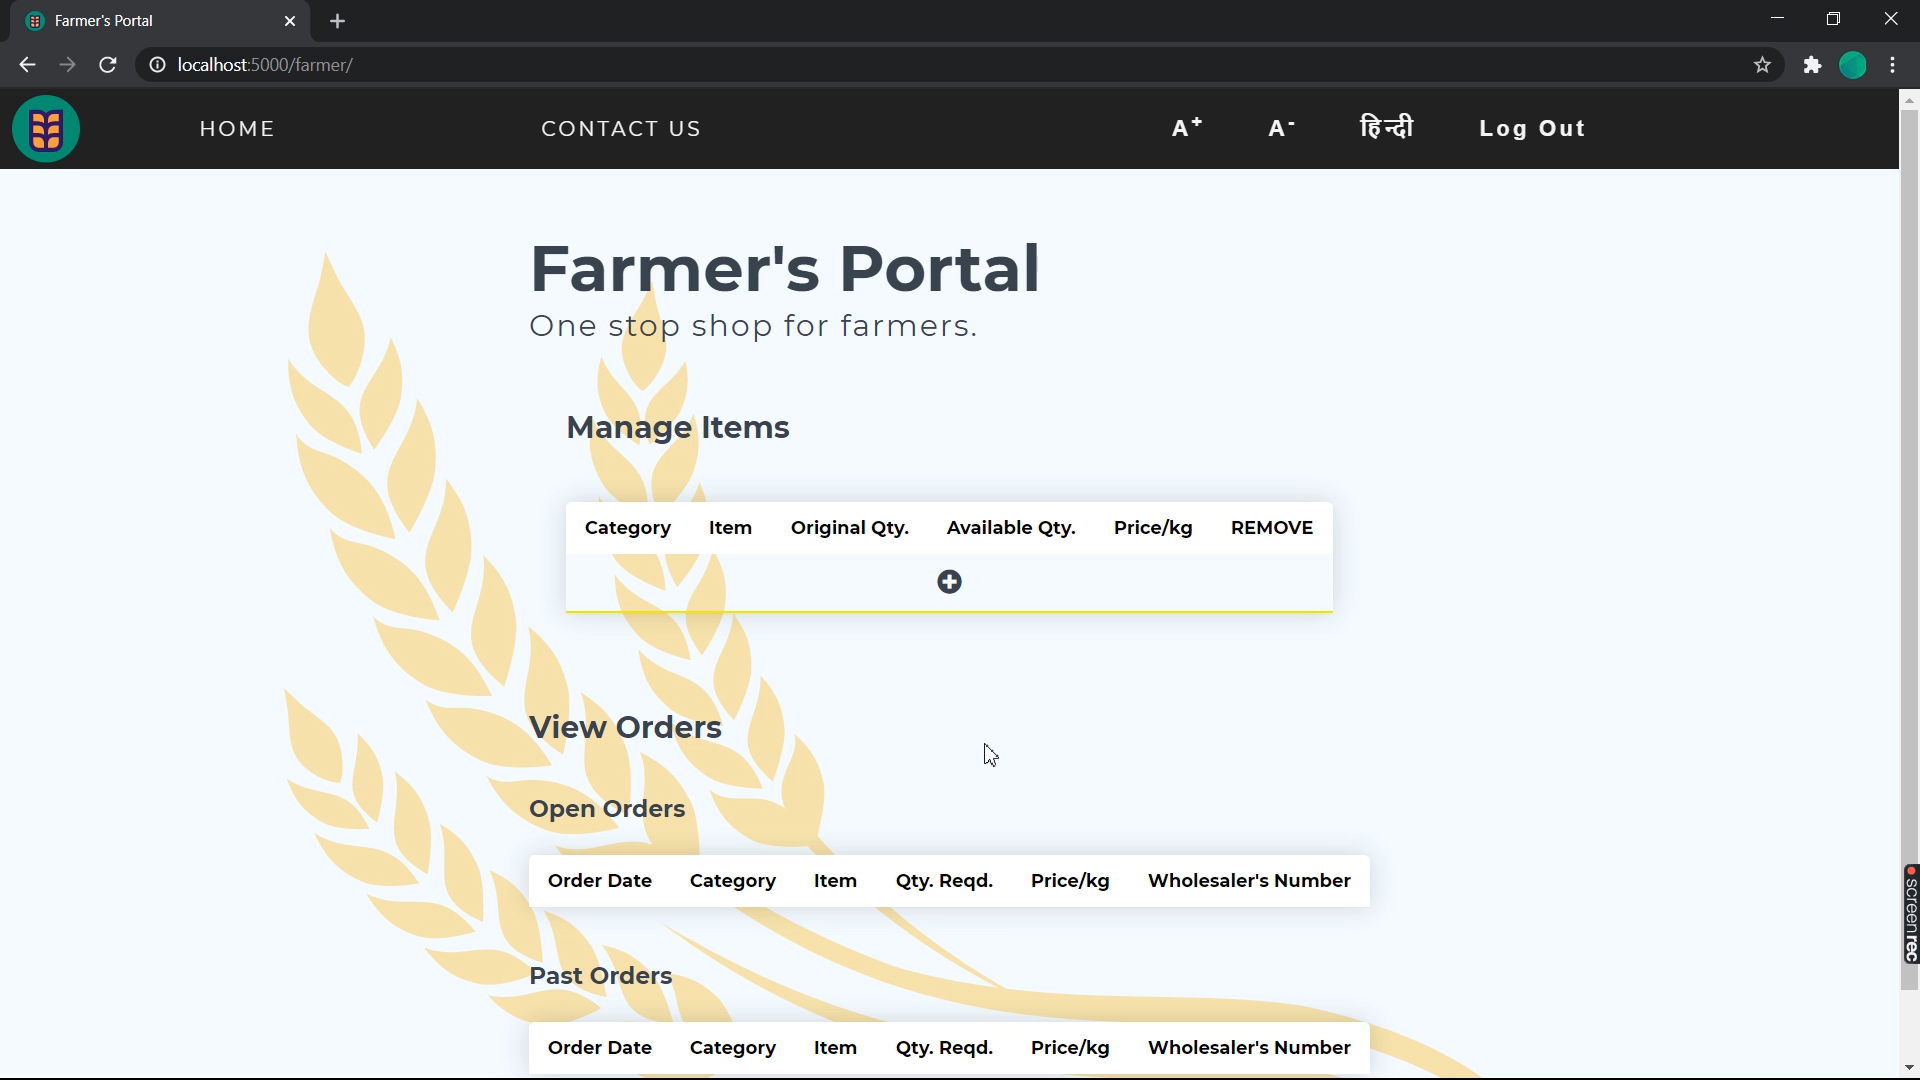 Farmer's Portal
localhost:5000/farmer/
HOME CONTACT US A+ A- हिन्दी Log Out
Farmer's Portal
One stop shop for farmers.
Manage Items
Category Item Original Qty. Available Qty. Price/kg REMOVE
View Orders
Open Orders
Order Date Category Item Qty. Reqd. Price/kg Wholesaler's Number
Past Orders
Order Date Category Item Qty. Reqd. Price/kg Wholesaler's Number
screenrec